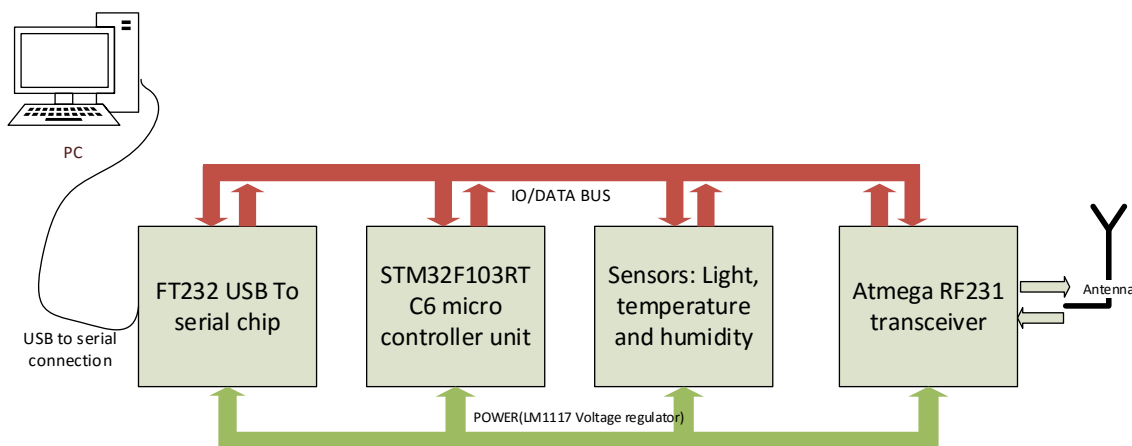 PC
IO/DATA BUS
FT232 USB To
serial chip
STM32F103RT
C6 micro
controller unit
Sensors: Light,
temperature
and humidity
Atmega RF231
transceiver
Antenna
USB to serial
connection
POWER(LM1117 Voltage regulator)